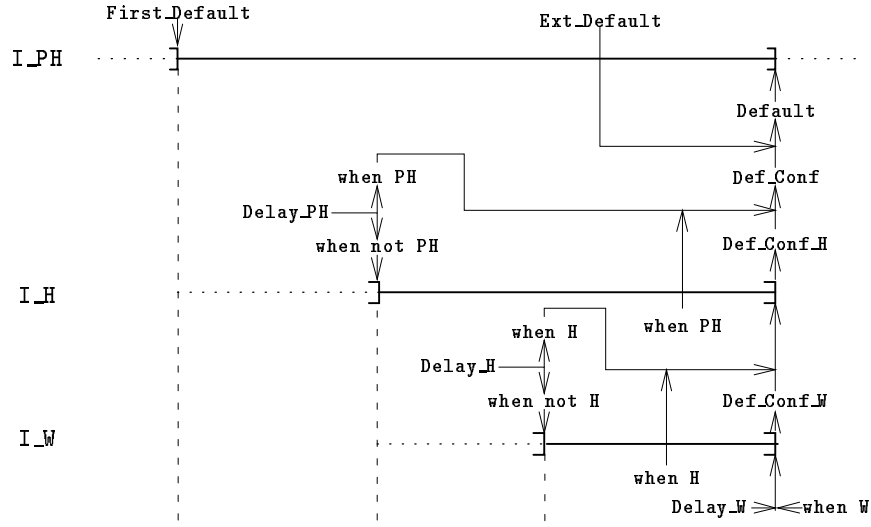 First_Default
Ext_Default
I_PH
Default
when PH
Def_Conf
Delay_PH
when not PH
Def_Conf_H
I_H
when PH
when H
Delay_H
when not H
Def_Conf_W
I_W
when H
Delay_W
when W